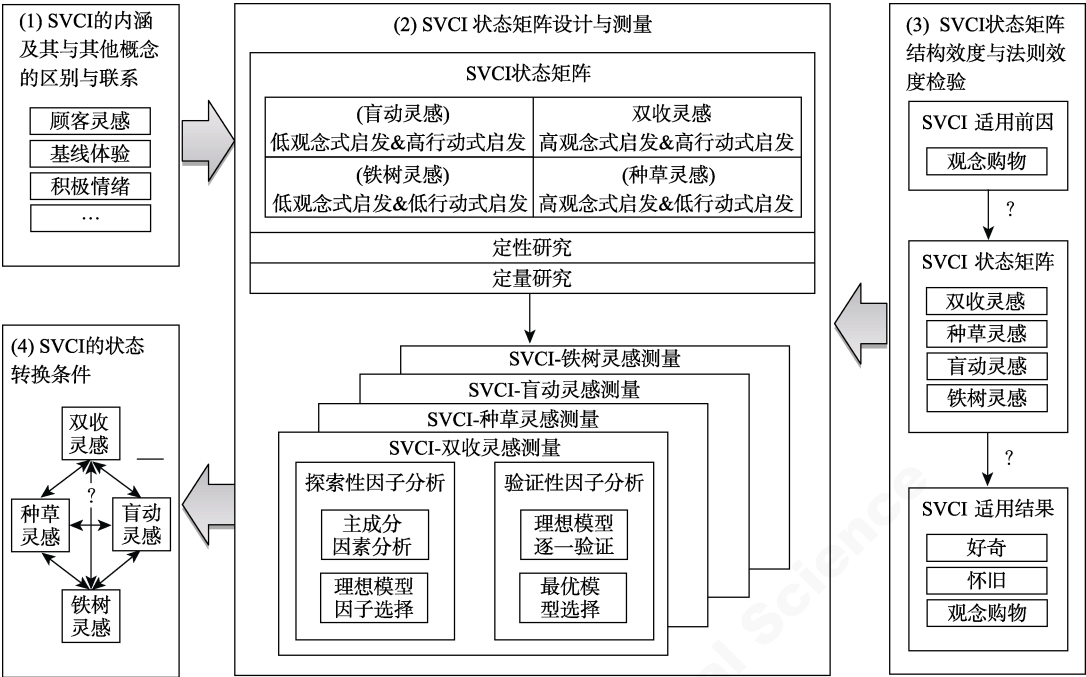 (1) SVCI的内涵
及其与其他概念
的区别与联系
顾客灵感
基线体验
积极情绪
…
(2) SVCI 状态矩阵设计与测量
SVCI状态矩阵
(盲动灵感)
低观念式启发&高行动式启发
双收灵感
高观念式启发&高行动式启发
(铁树灵感)
低观念式启发&低行动式启发
(种草灵感)
高观念式启发&低行动式启发
定性研究
定量研究
SVCI-铁树灵感测量
SVCI-盲动灵感测量
SVCI-种草灵感测量
SVCI-双收灵感测量
探索性因子分析
主成分
因素分析
理想模型
因子选择
验证性因子分析
理想模型
逐一验证
最优模
型选择
(3) SVCI状态矩阵
结构效度与法则效
度检验
SVCI 适用前因
观念购物
?
SVCI 状态矩阵
双收灵感
种草灵感
盲动灵感
铁树灵感
?
SVCI 适用结果
好奇
怀旧
观念购物
(4) SVCI的状态
转换条件
双收
灵感
?
种草
灵感
盲动
灵感
铁树
灵感
al Science